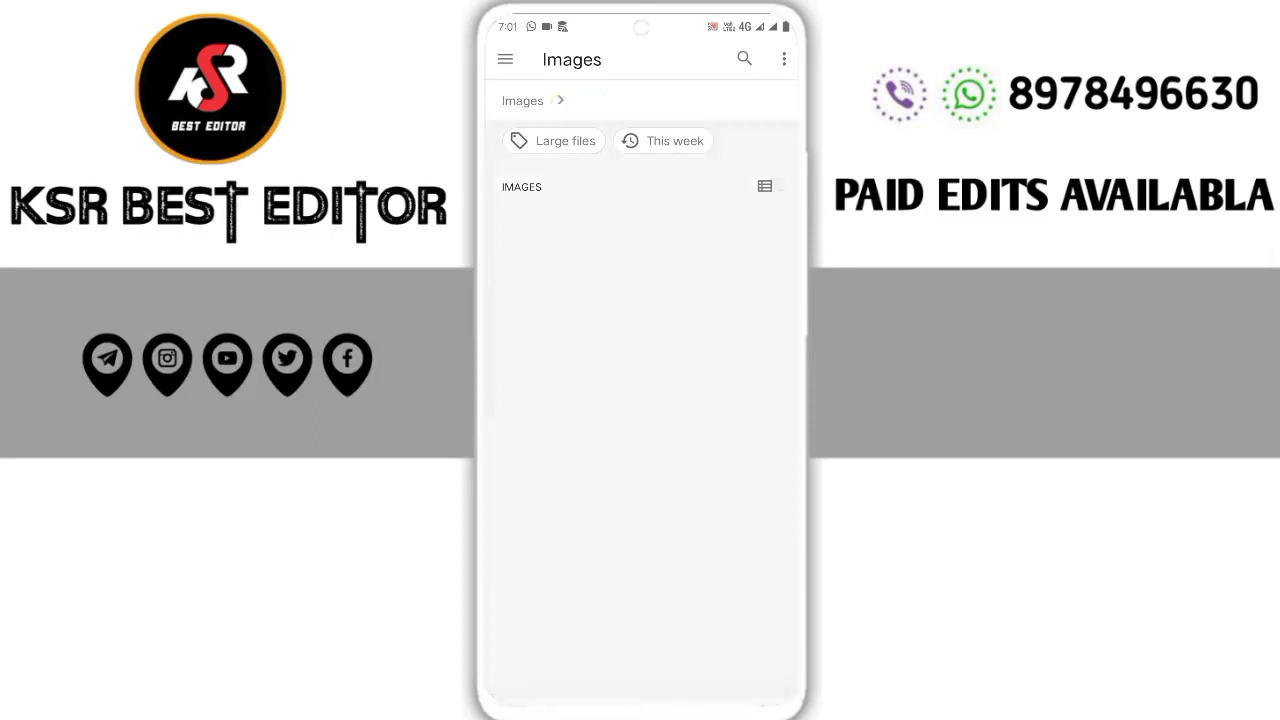 KSR
BEST EDITOR
KSR BEST EDITOR
7:01
4G
Images
Images
Large files
This week
IMAGES
8978496630
PAID EDITS AVAILABLA